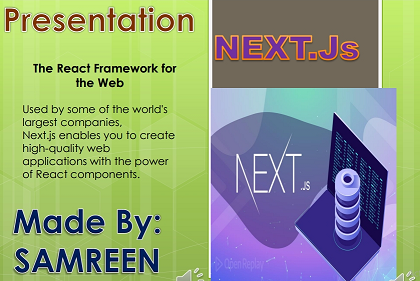 Presentation
NEXT.Js
The React Framework for
the Web
Used by some of the world's
largest companies,
Next.js enables you to create
high-quality web
applications with the power
of React components.
NEXT
.JS
OpenReplay
Made By:
SAMREEN